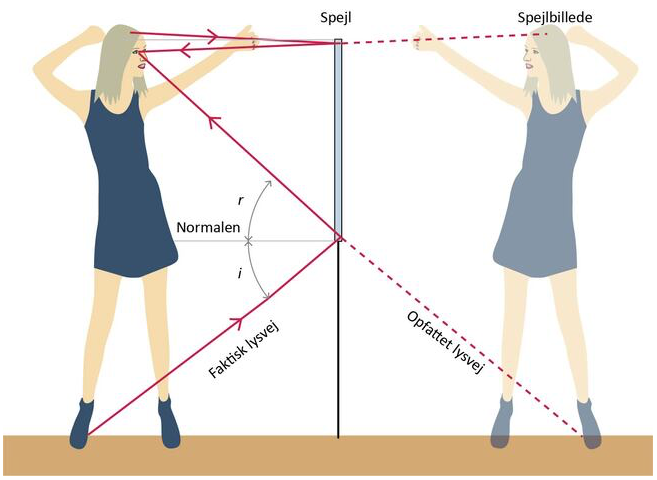 Spejl
Spejlbillede
r
Normalen
i
Faktisk lysvej
Opfattet lysvej